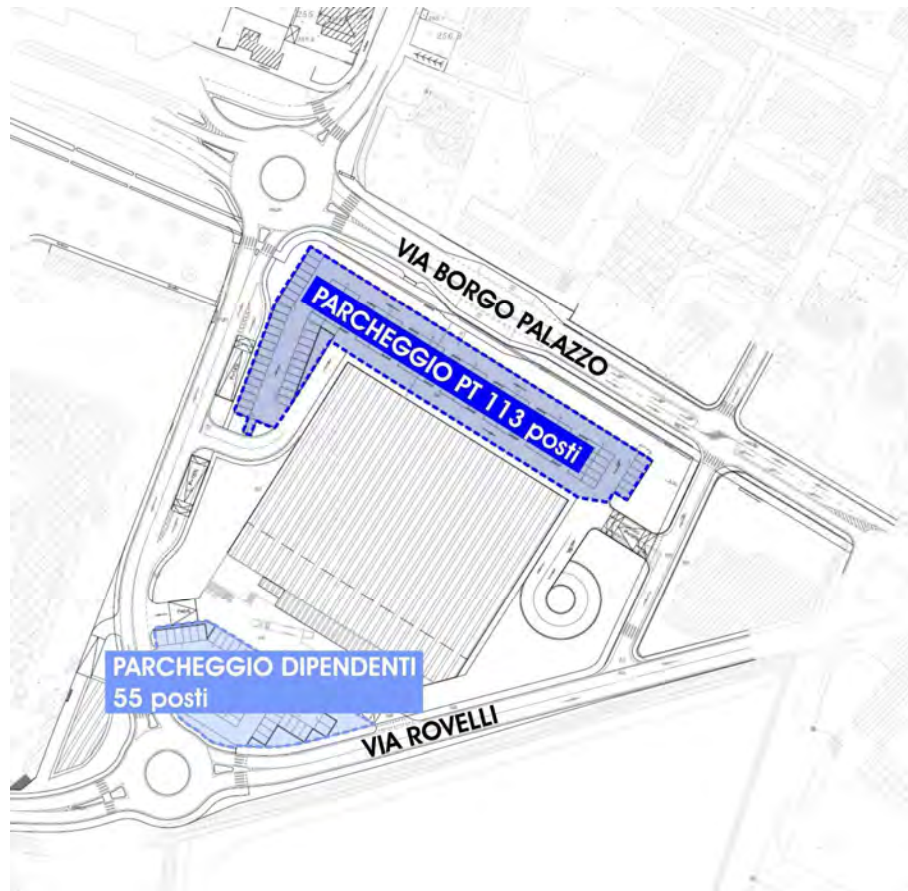 VIA BORGO PALAZZO
PARCHEGGIO PT 113 posti
PARCHEGGIO DIPENDENTI
55 posti
VIA ROVELLI